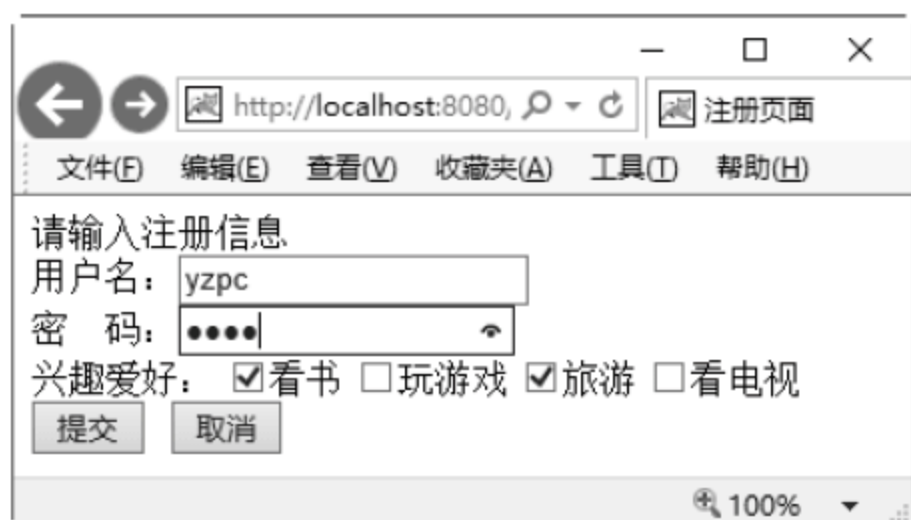 http://localhost:8080/ 注册页面
文件(F) 编辑(E) 查看(V) 收藏夹(A) 工具(T) 帮助(H)
请输入注册信息
用户名：yzpc
密 码：••••
兴趣爱好： 看书 玩游戏 旅游 看电视
提交 取消
100%